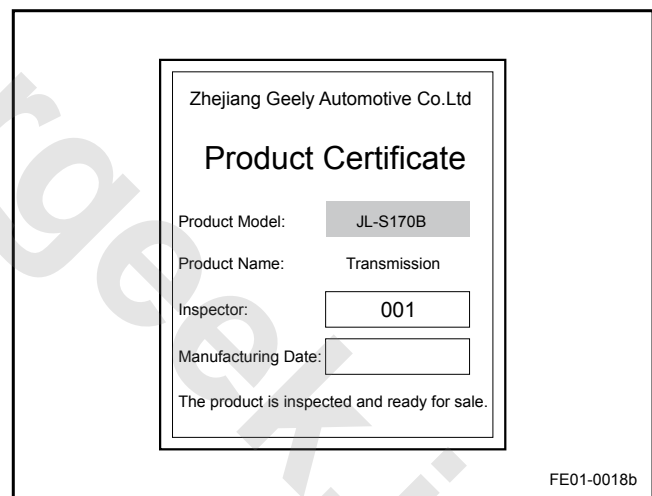 Zhejiang Geely Automotive Co.Ltd
Product Certificate
Product Model: JL-S170B
Product Name: Transmission
Inspector: 001
Manufacturing Date:
The product is inspected and ready for sale.
FE01-0018b